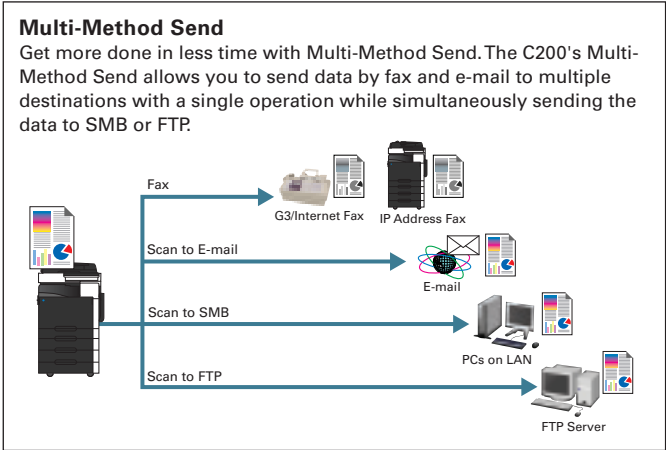 Multi-Method Send
Get more done in less time with Multi-Method Send. The C200's Multi-
Method Send allows you to send data by fax and e-mail to multiple
destinations with a single operation while simultaneously sending the
data to SMB or FTP.
Fax
G3/Internet Fax
IP Address Fax
Scan to E-mail
E-mail
Scan to SMB
PCs on LAN
Scan to FTP
FTP Server